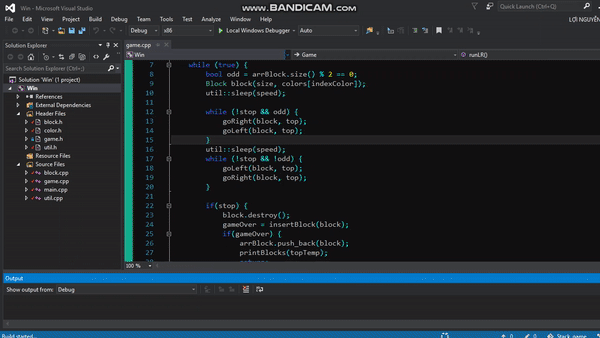 www.BANDICAM.com
Win - Microsoft Visual Studio
Quick Launch (Ctrl+Q)
File Edit View Project Build Debug Team Tools Test Analyze Window Help
LỢI NGUYỄN
Debug x86 Local Windows Debugger Auto
Solution Explorer
Search Solution Explorer (Ctrl+;)
Solution 'Win' (1 project)
Win
References
External Dependencies
Header Files
block.h
color.h
game.h
util.h
Resource Files
Source Files
block.cpp
game.cpp
main.cpp
util.cpp
game.cpp
Win Game runLR()
7 while (true) {
8 bool odd = arrBlock.size() % 2 == 0;
9 Block block(size, colors[indexColor]);
10 util::sleep(speed);
11
12 while (!stop && odd) {
13 goRight(block, top);
14 goLeft(block, top);
15 }
16 util::sleep(speed);
17 while (!stop && !odd) {
18 goLeft(block, top);
19 goRight(block, top);
20 }
21
22 if(stop) {
23 block.destroy();
24 gameOver = insertBlock(block);
25 if(gameOver) {
26 arrBlock.push_back(block);
27 printBlocks(topTemp);
100 %
Output
Show output from: Debug
Build started...
0
0
Stack_game